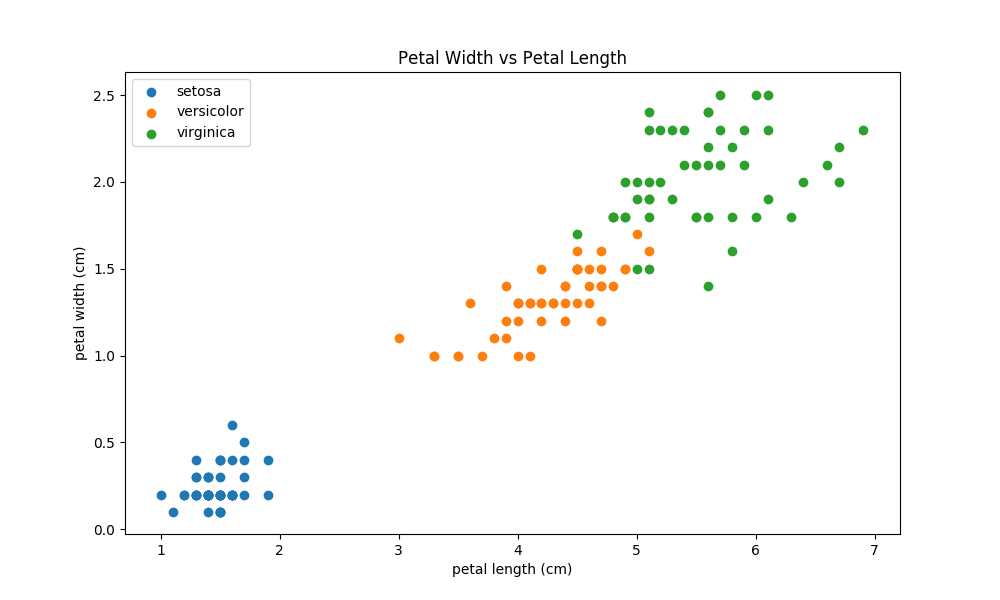 Petal Width vs Petal Length
setosa
versicolor
virginica
petal width (cm)
2.5
2.0
1.5
1.0
0.5
0.0
1 2 3 4 5 6 7
petal length (cm)